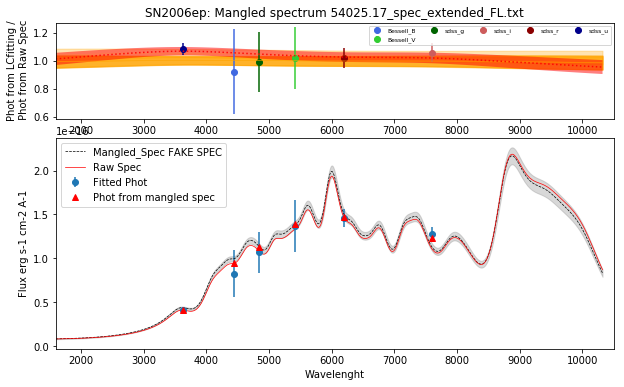 SN2006ep: Mangled spectrum 54025.17_spec_extended_FL.txt
Phot from LCfitting /
Phot from Raw Spec
1.2
1.0
0.8
0.6
Bessell_B
Bessell_V
sdss_g
sdss_i
sdss_r
sdss_u
2000 3000 4000 5000 6000 7000 8000 9000 10000
Flux erg s-1 cm-2 A-1
2.0
1.5
1.0
0.5
0.0
Mangled_Spec FAKE SPEC
Raw Spec
Fitted Phot
Phot from mangled spec
2000 3000 4000 5000 6000 7000 8000 9000 10000
Wavelenght